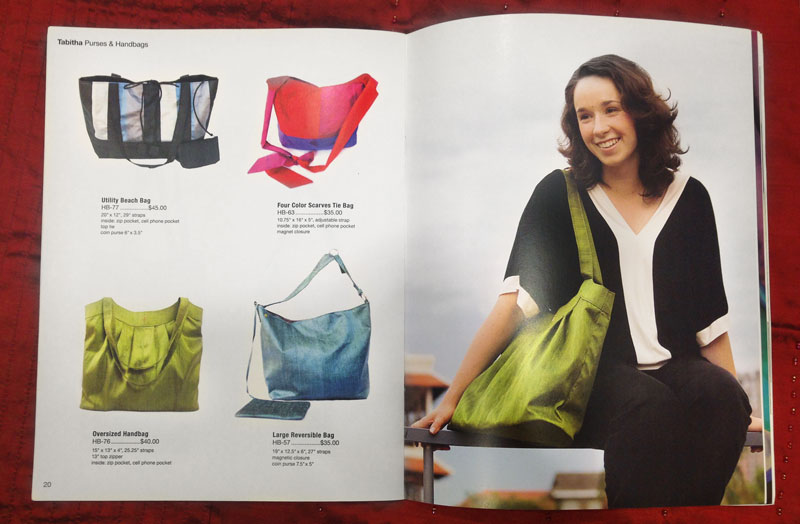 Tabitha Purses & Handbags
Utility Beach Bag
HB-77..............$45.00
20" x 12", 29" straps
inside: zip pocket, cell phone pocket
top tie
coin purse 6" x 3.5"
Four Color Scarves Tie Bag
HB-63..............$35.00
10.75" x 16" x 3", adjustable strap
inside: zip pocket, cell phone pocket
magnet closure
Oversized Handbag
HB-76..............$40.00
15" x 13" x 4", 25.25" straps
13" top zipper
inside: zip pocket, cell phone pocket
Large Reversible Bag
HB-57..............$35.00
16" x 12.5" x 6", 27" straps
magnetic closure
coin purse 7.5" x 5"
20